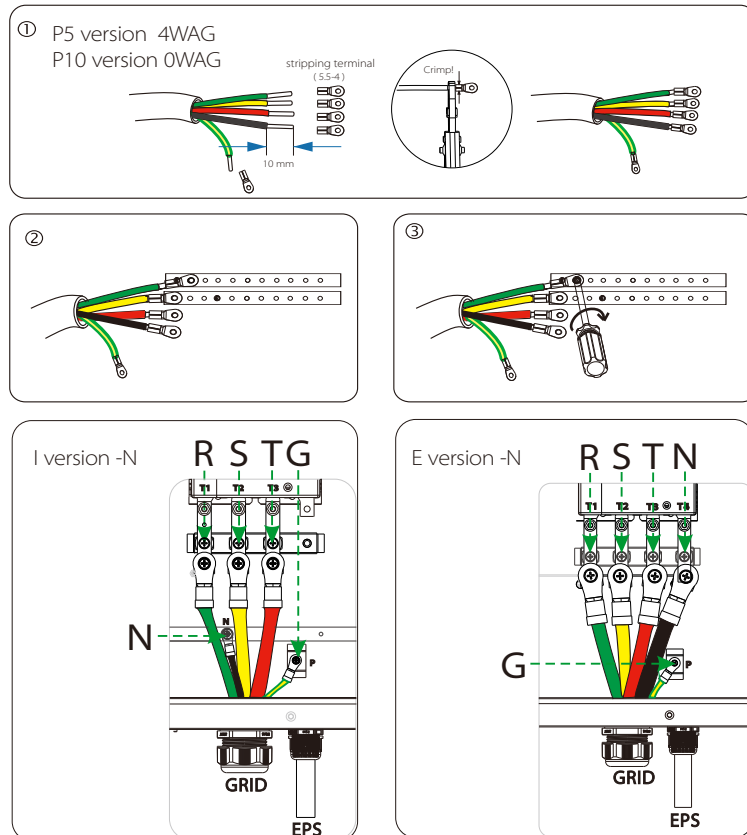 ① P5 version 4WAG
P10 version 0WAG
stripping terminal
( 5.5-4 )
Crimp!
10 mm
②
③
I version -N
R S T G
T1 T2 T3
N
N
P
GRID
EPS
E version -N
R S T N
T1 T2 T3 T4
G
P
GRID
EPS